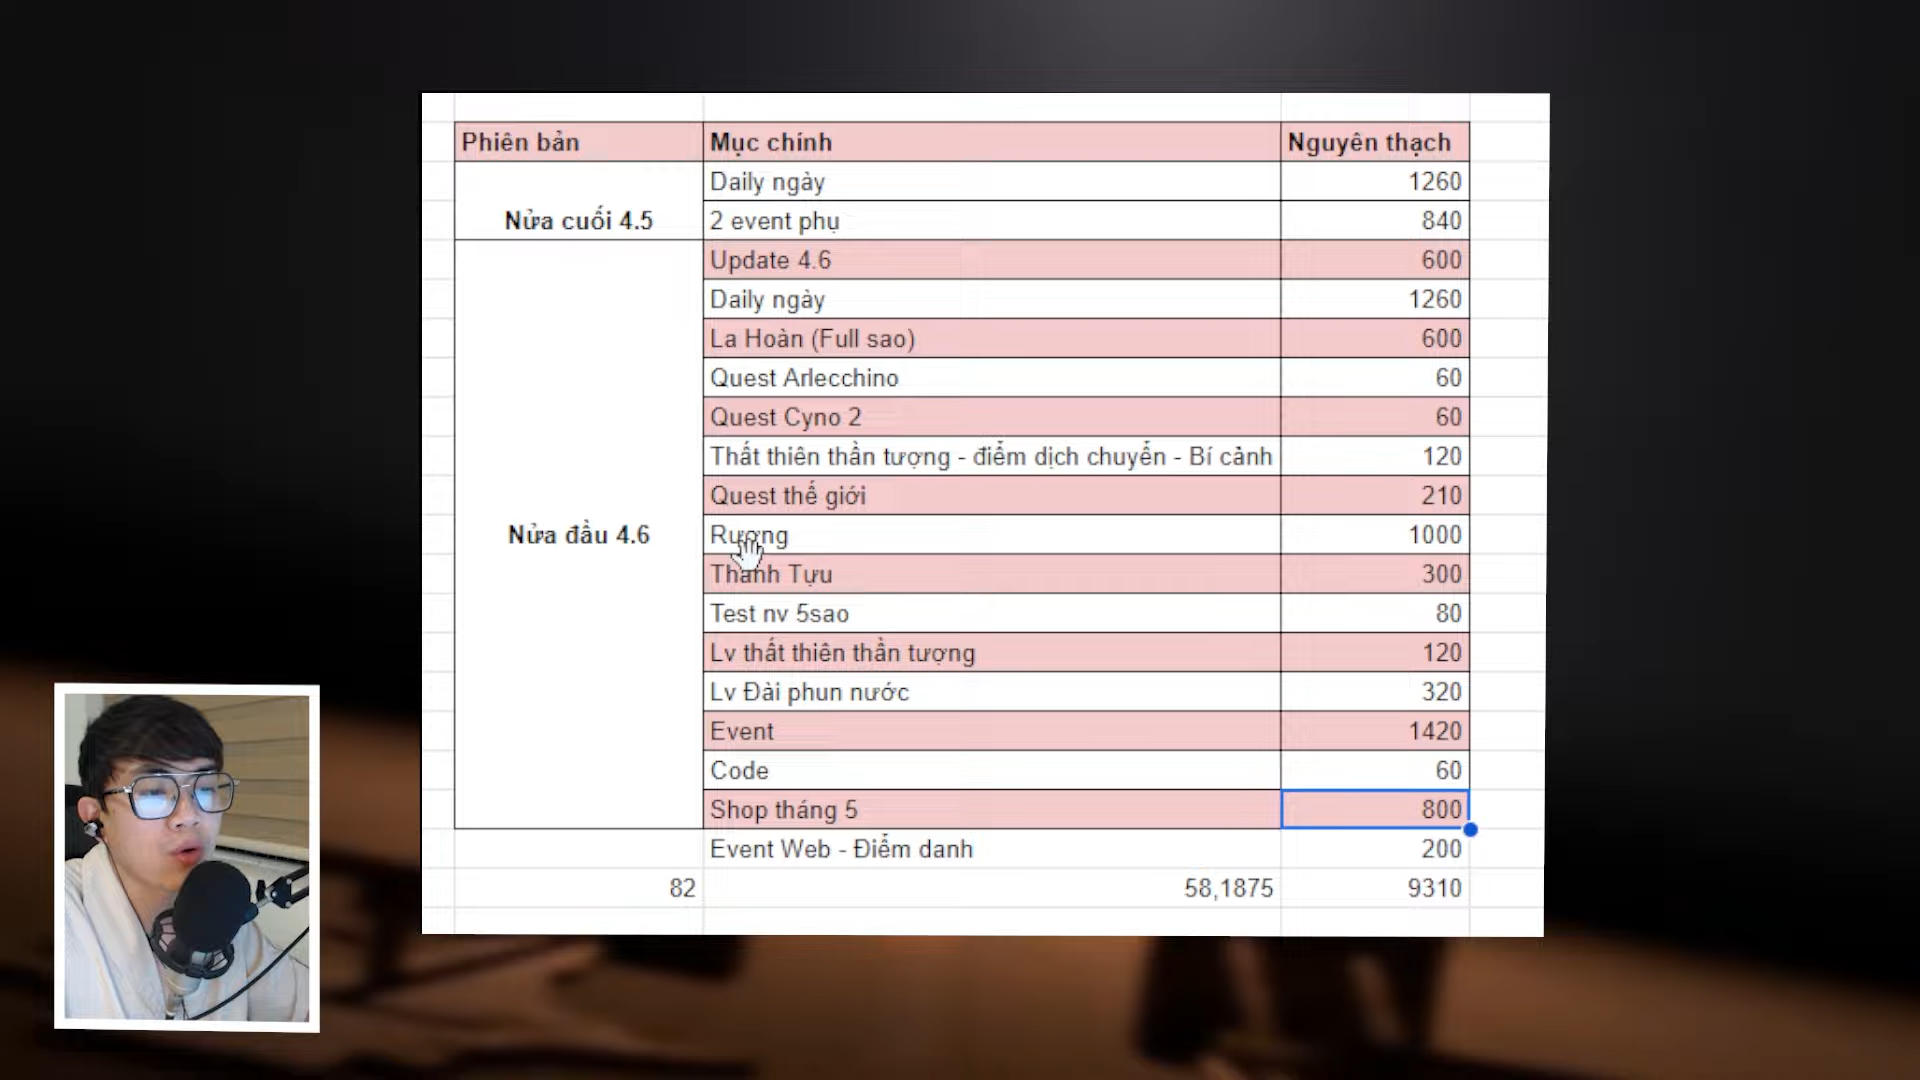 Phiên bản Mục chính Nguyên thạch
Daily ngày 1260
Nửa cuối 4.5 2 event phụ 840
Update 4.6 600
Daily ngày 1260
La Hoàn (Full sao) 600
Quest Arlecchino 60
Quest Cyno 2 60
Thất thiên thần tượng - điểm dịch chuyển - Bí cảnh 120
Quest thế giới 210
Nửa đầu 4.6 Rương 1000
Thành Tựu 300
Test nv 5sao 80
Lv thất thiên thần tượng 120
Lv Đài phun nước 320
Event 1420
Code 60
Shop tháng 5 800
Event Web - Điểm danh 200
82 58,1875 9310